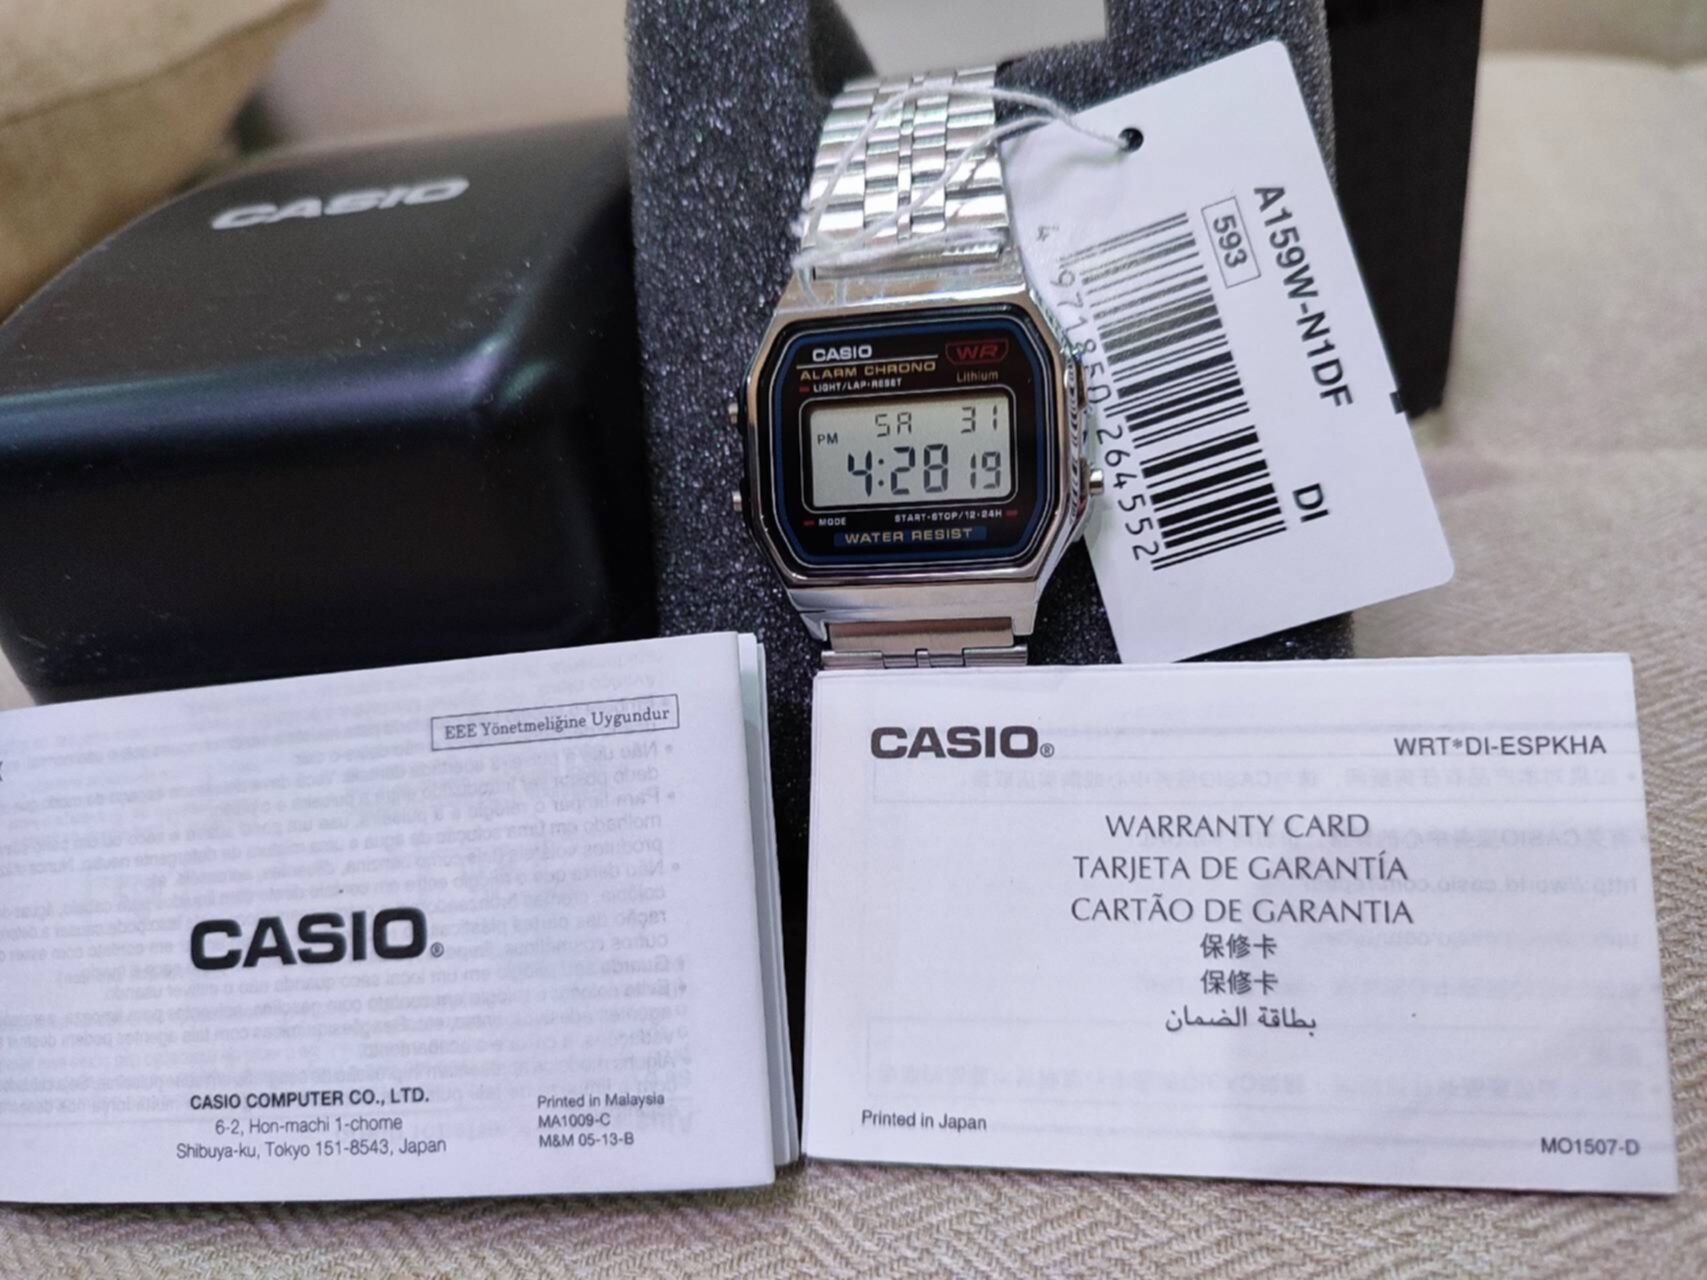 CASIO
A159W-N1DF
593
DI
4 971850 264552
CASIO
WR
ALARM CHRONO
Lithium
LIGHT/LAP•RESET
SA 31
PM
4:28 19
MODE
START•STOP/12•24H
WATER RESIST
EEE Yönetmeliğine Uygundur
CASIO®
CASIO COMPUTER CO., LTD.
6-2, Hon-machi 1-chome
Shibuya-ku, Tokyo 151-8543, Japan
Printed in Malaysia
MA1009-C
M&M 05-13-B
CASIO®
WRT*DI-ESPKHA
WARRANTY CARD
TARJETA DE GARANTÍA
CARTÃO DE GARANTIA
保修卡
保修卡
بطاقة الضمان
Printed in Japan
MO1507-D